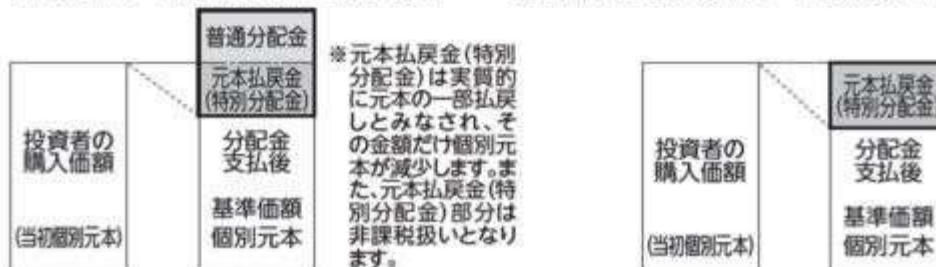 普通分配金
元本払戻金
(特別分配金)
投資者の
購入価額
(当初個別元本)
分配金
支払後
基準価額
個別元本
※元本払戻金(特別
分配金)は実質的
に元本の一部払戻
しとみなされ、そ
の金額だけ個別元
本が減少します。ま
た、元本払戻金(特
別分配金)部分は
非課税扱いとなり
ます。
投資者の
購入価額
(当初個別元本)
元本払戻金
(特別分配金)
分配金
支払後
基準価額
個別元本